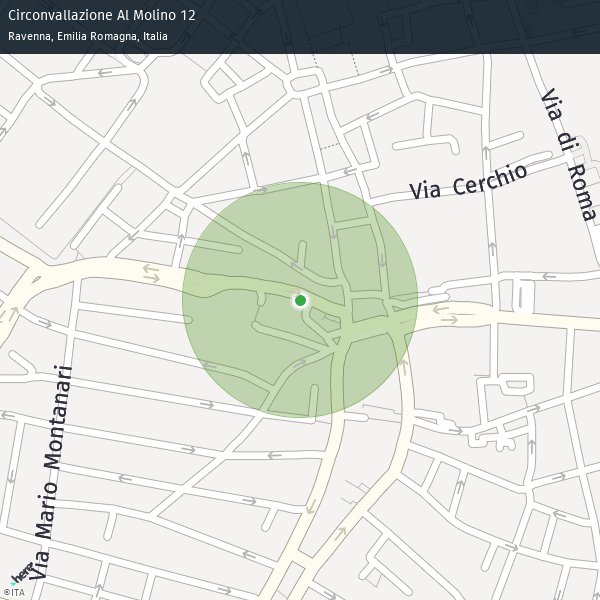 Circonvallazione Al Molino 12
Ravenna, Emilia Romagna, Italia
Via di Roma
Via Cerchio
Via Mario Montanari
here
©ITA